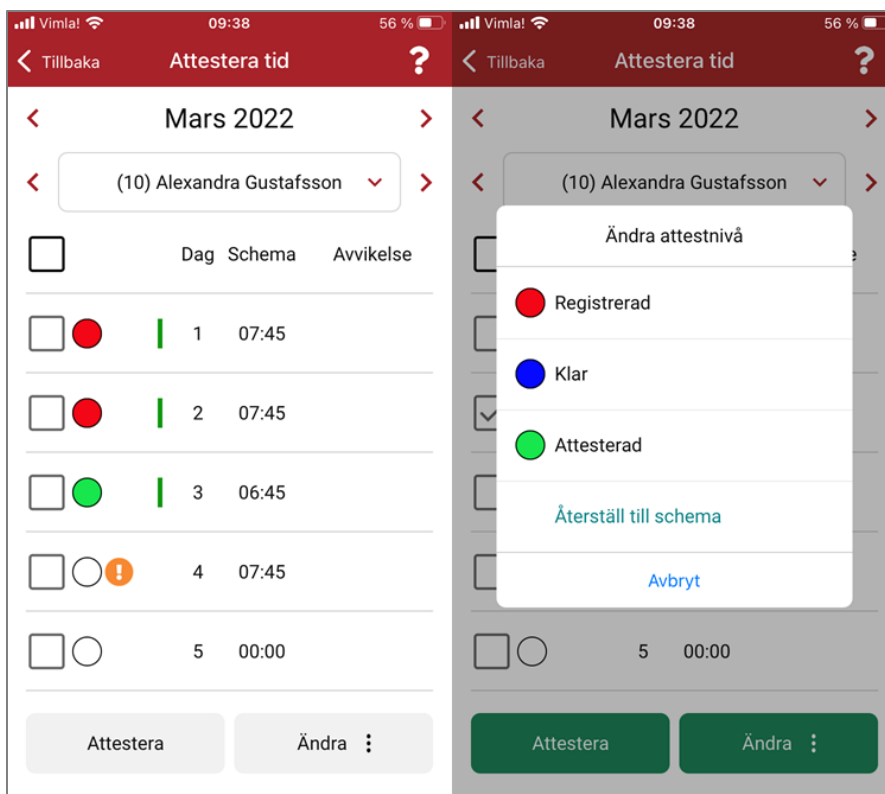 Vimla! 09:38 56 %
Tillbaka Attestera tid ?
Mars 2022
(10) Alexandra Gustafsson
Dag Schema Avvikelse
1 07:45
2 07:45
3 06:45
! 4 07:45
5 00:00
Attestera Ändra
Vimla! 09:38 56 %
Tillbaka Attestera tid ?
Mars 2022
(10) Alexandra Gustafsson
Ändra attestnivå
Registrerad
Klar
Attesterad
Återställ till schema
Avbryt
5 00:00
Attestera Ändra